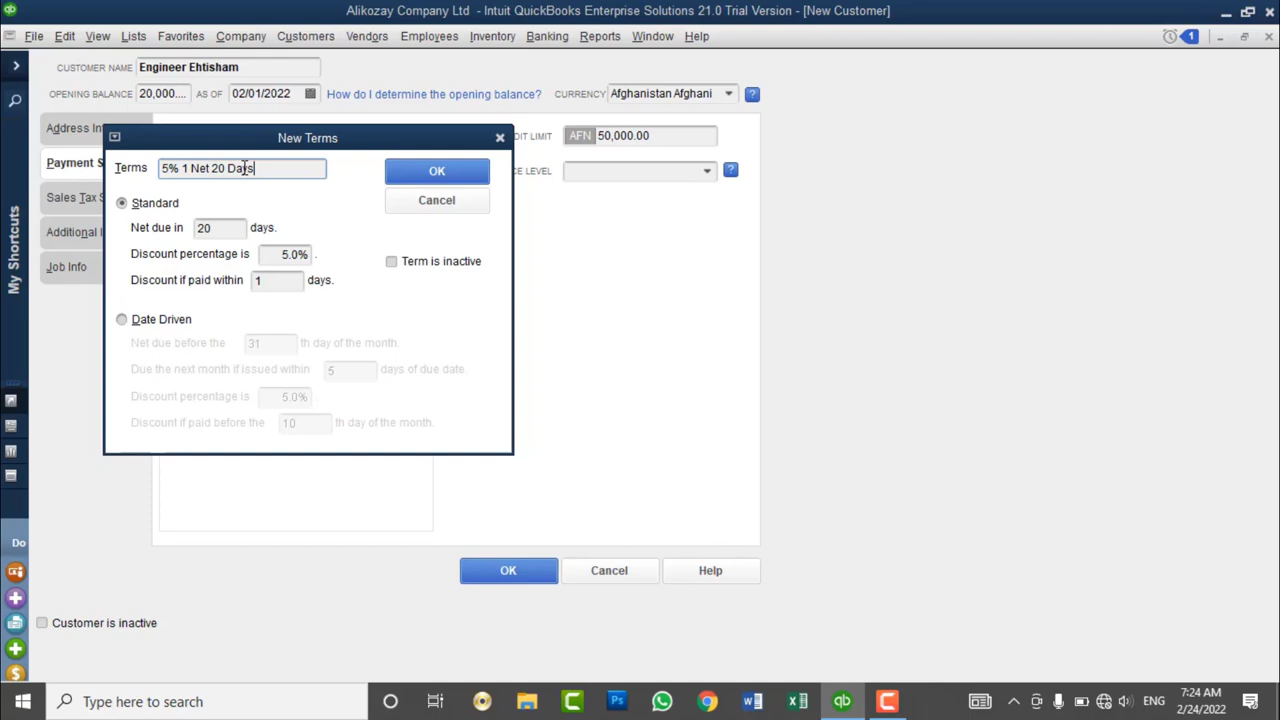 Alikozay Company Ltd - Intuit QuickBooks Enterprise Solutions 21.0 Trial Version - [New Customer]
File Edit View Lists Favorites Company Customers Vendors Employees Inventory Banking Reports Window Help
1
CUSTOMER NAME Engineer Ehtisham
OPENING BALANCE 20,000.... AS OF 02/01/2022 How do I determine the opening balance? CURRENCY Afghanistan Afghani ?
Address In
DIT LIMIT AFN 50,000.00
Payment S
CE LEVEL ?
Sales Tax S
Additional I
Job Info
New Terms
Terms 5% 1 Net 20 Days
OK
Cancel
Standard
Net due in 20 days.
Discount percentage is 5.0% .
Term is inactive
Discount if paid within 1 days.
Date Driven
Net due before the 31 th day of the month.
Due the next month if issued within 5 days of due date.
Discount percentage is 5.0% .
Discount if paid before the 10 th day of the month.
OK Cancel Help
Customer is inactive
My Shortcuts
Do
Type here to search
ENG
7:24 AM
2/24/2022